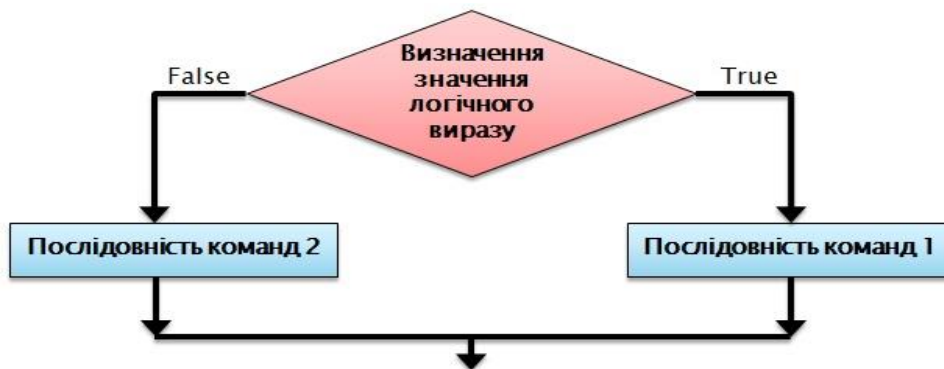 Визначення
значення
логічного
виразу
False
True
Послідовність команд 2
Послідовність команд 1